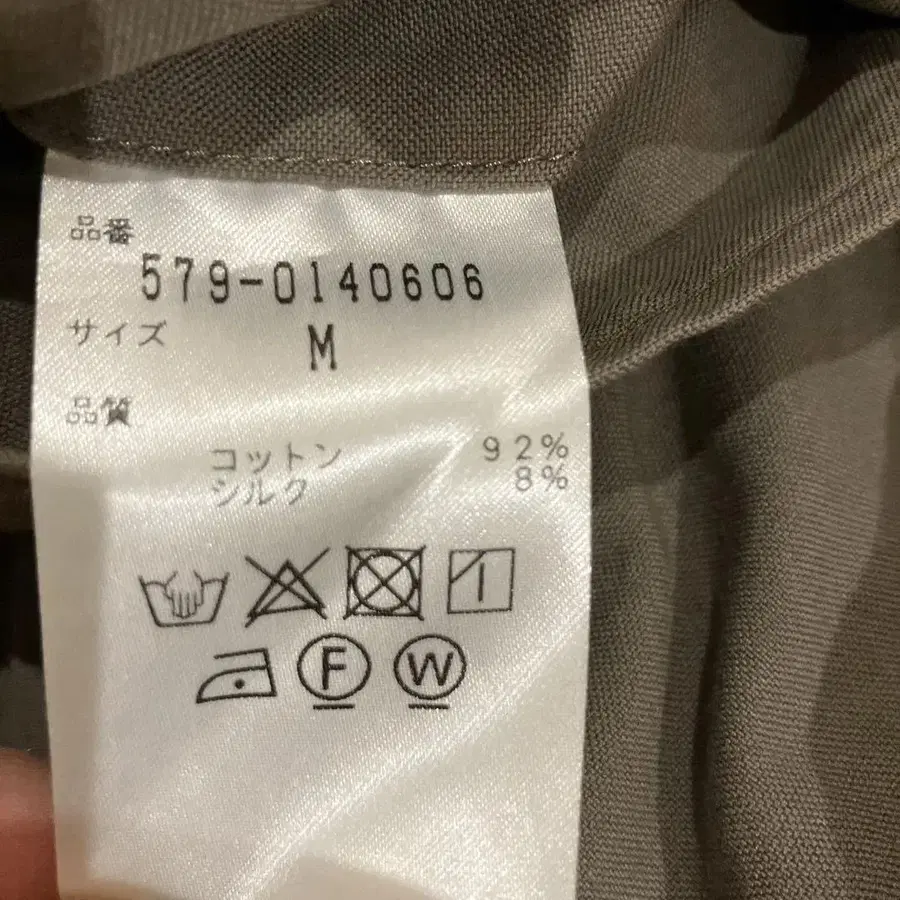 品番
579-0140606
サイズ
M
品質
コットン 92%
シルク 8%
F W